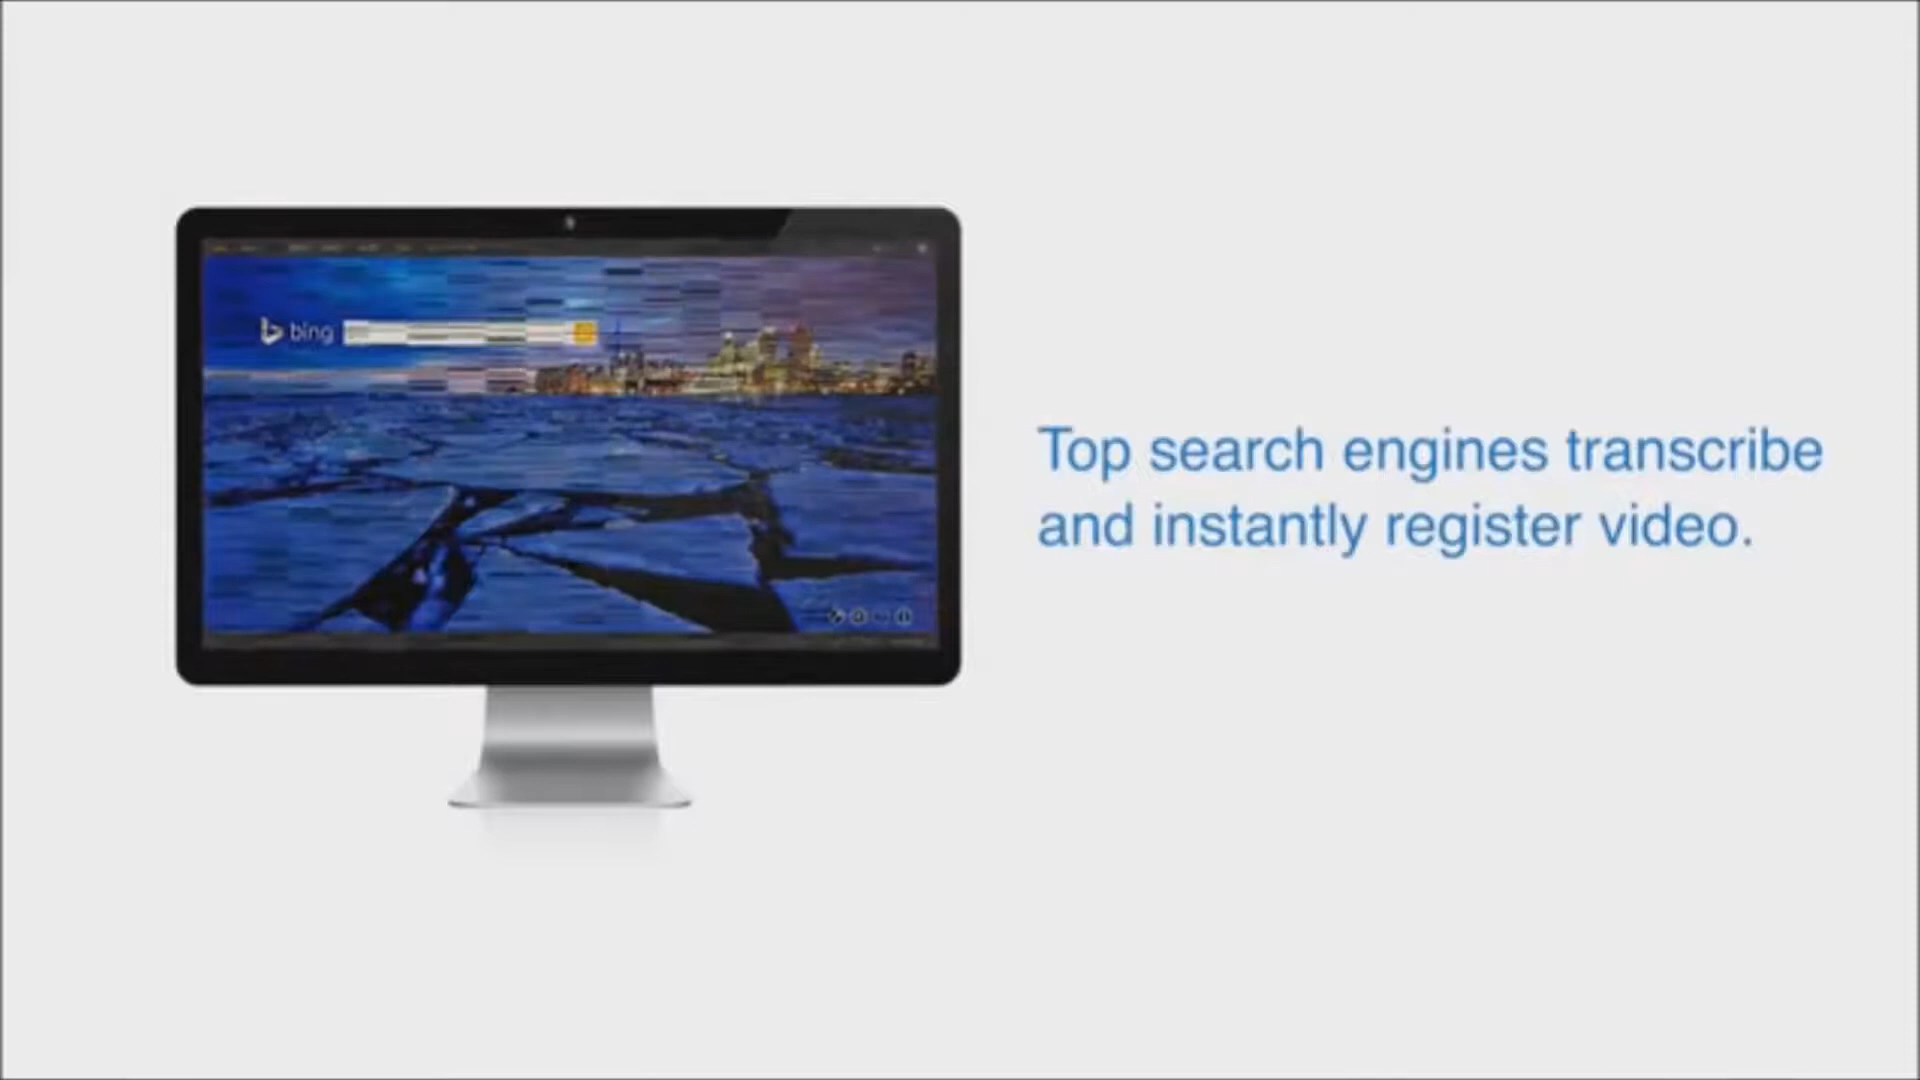 bing
Top search engines transcribe
and instantly register video.